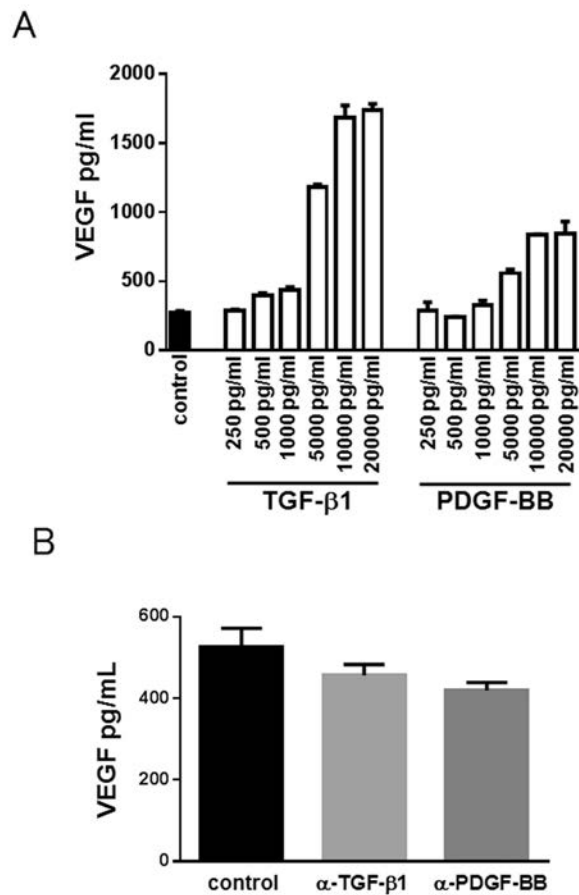 A
VEGF pg/ml
2000
1500
1000
500
0
control
250 pg/ml
500 pg/ml
1000 pg/ml
5000 pg/ml
10000 pg/ml
20000 pg/ml
250 pg/ml
500 pg/ml
1000 pg/ml
5000 pg/ml
10000 pg/ml
20000 pg/ml
TGF-β1
PDGF-BB
B
VEGF pg/mL
600
400
200
0
control
α-TGF-β1
α-PDGF-BB